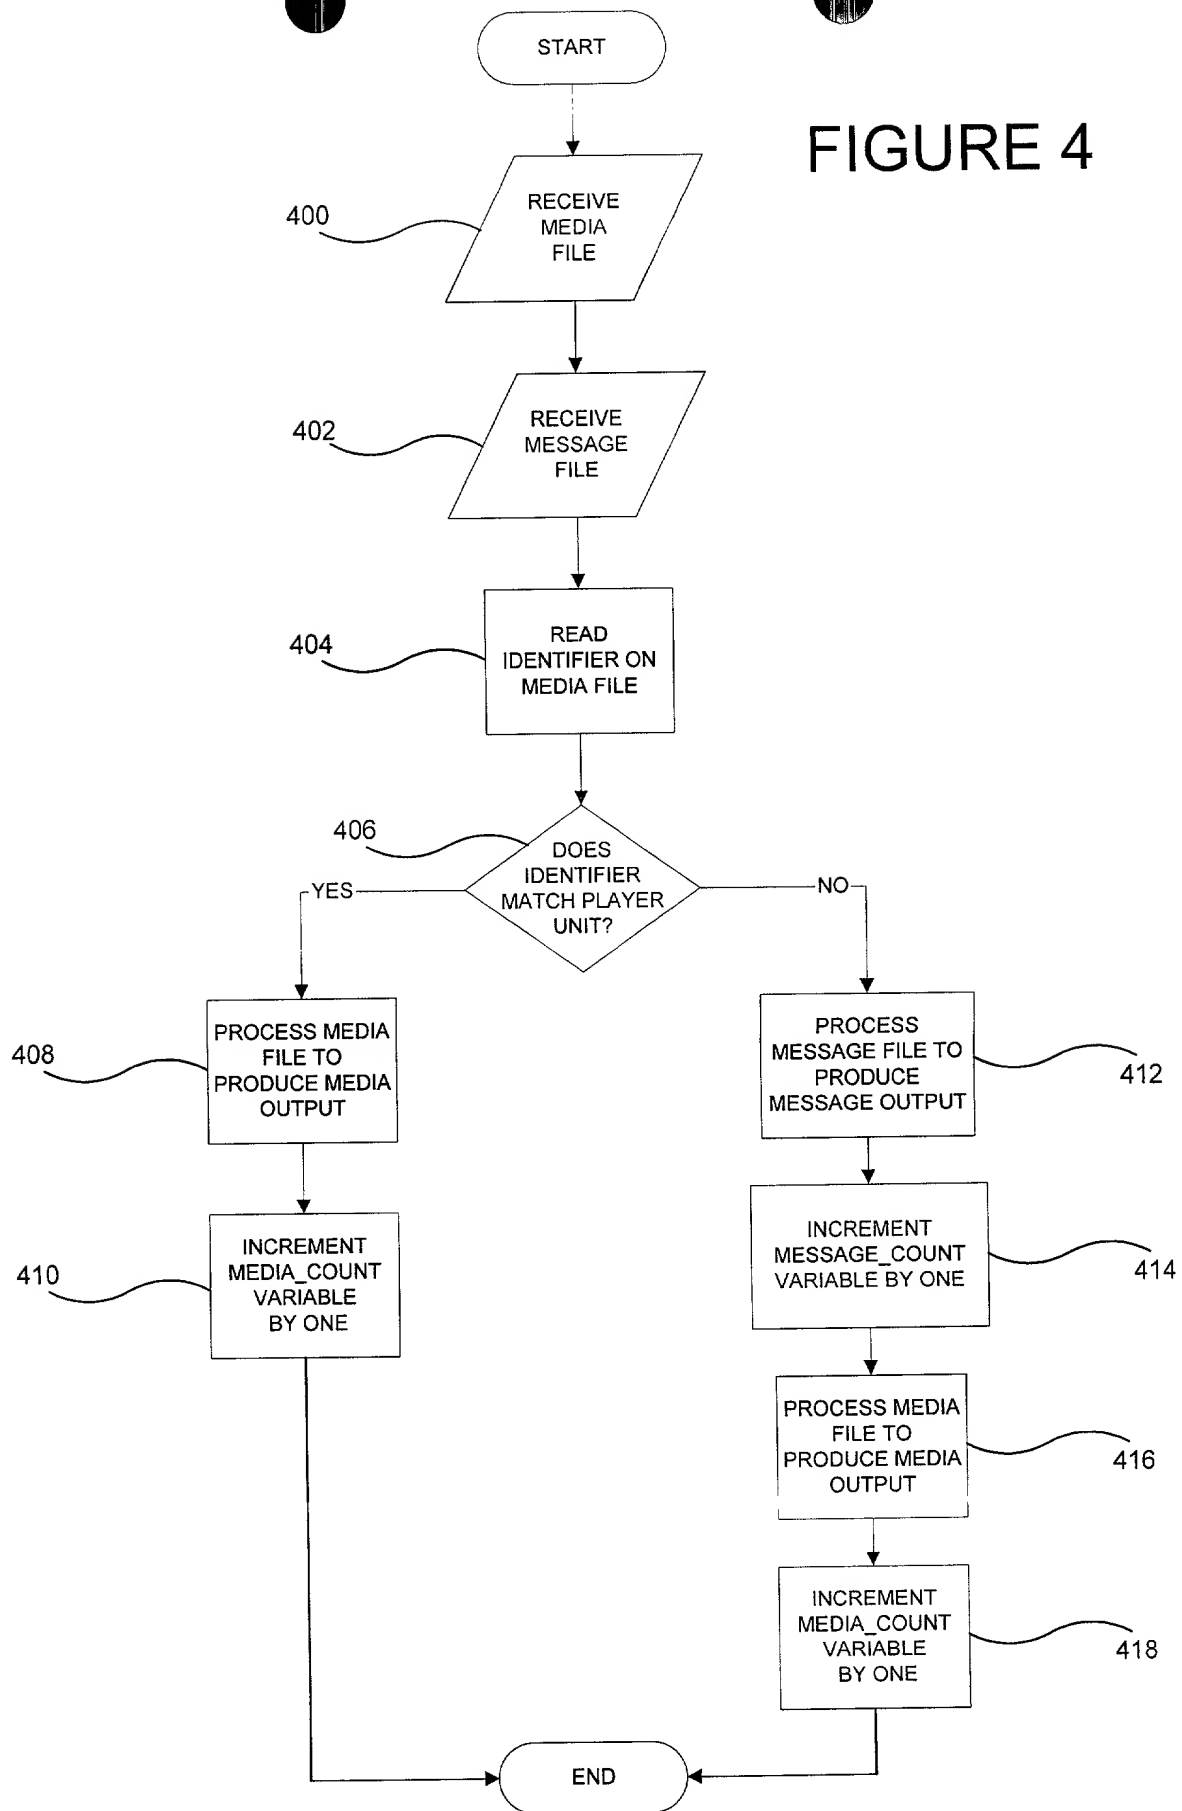 START
FIGURE 4
400
RECEIVE
MEDIA
FILE
402
RECEIVE
MESSAGE
FILE
404
READ
IDENTIFIER ON
MEDIA FILE
406
DOES
IDENTIFIER
MATCH PLAYER
UNIT?
YES
NO
408
PROCESS MEDIA
FILE TO
PRODUCE MEDIA
OUTPUT
PROCESS
MESSAGE FILE TO
PRODUCE
MESSAGE OUTPUT
412
410
INCREMENT
MEDIA_COUNT
VARIABLE
BY ONE
INCREMENT
MESSAGE_COUNT
VARIABLE BY ONE
414
PROCESS MEDIA
FILE TO
PRODUCE MEDIA
OUTPUT
416
INCREMENT
MEDIA_COUNT
VARIABLE
BY ONE
418
END